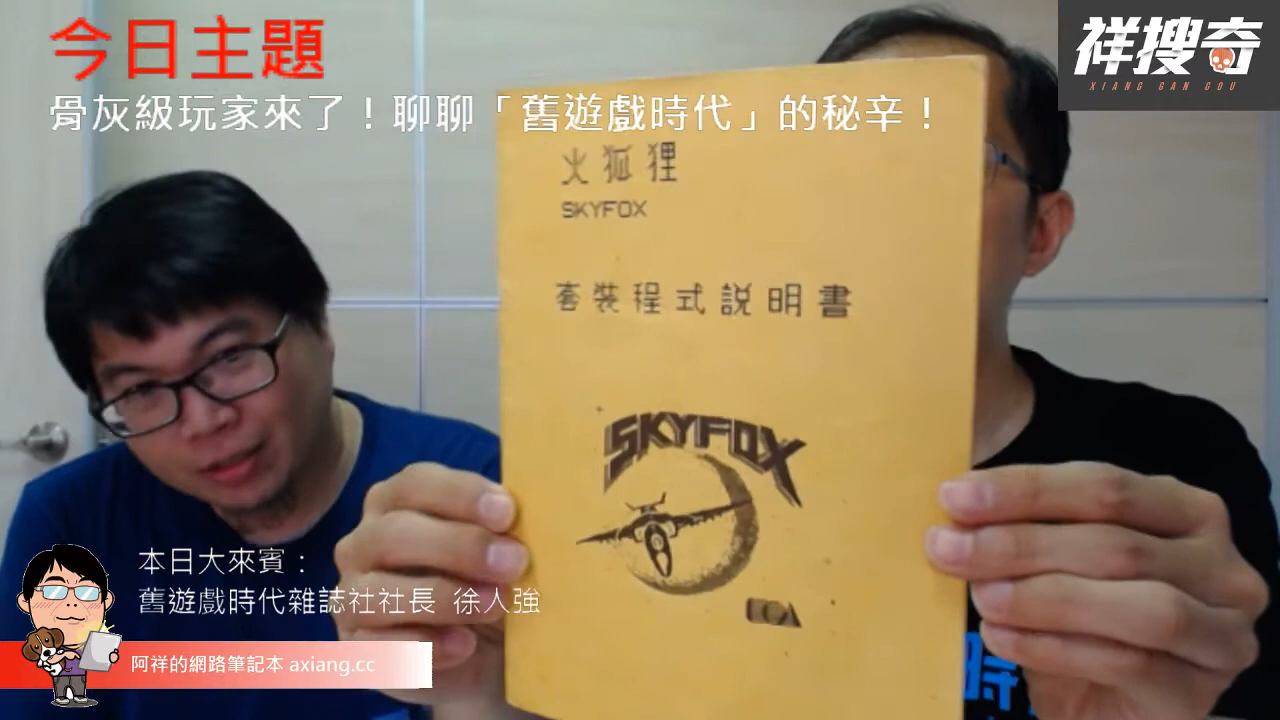 今日主題
骨灰級玩家來了！聊聊「舊遊戲時代」的秘辛！
祥搜奇
XIANG GAN GOU
火狐狸
SKYFOX
套裝程式説明書
SKYFOX
本日大來賓：
舊遊戲時代雜誌社社長 徐人強
阿祥的網路筆記本 axiang.cc
時